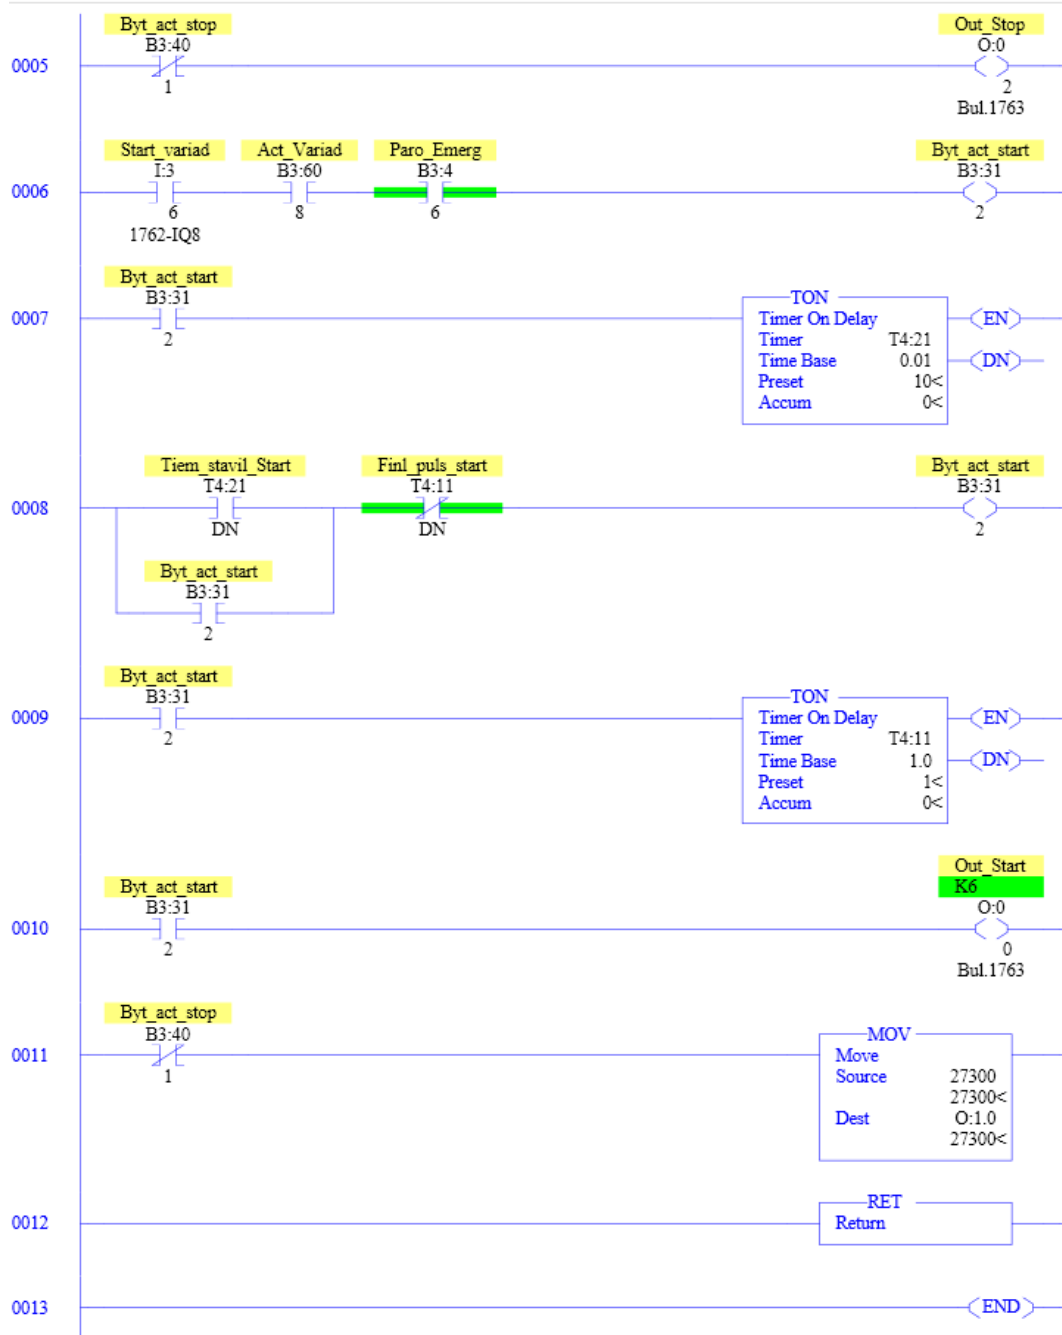 Byt_act_stop
B3:40
1
Out_Stop
O:0
2
Bul.1763
0005
Start_variad
I:3
6
1762-IQ8
Act_Variad
B3:60
8
Paro_Emerg
B3:4
6
Byt_act_start
B3:31
2
0006
Byt_act_start
B3:31
2
0007
TON
Timer On Delay
Timer T4:21
Time Base 0.01
Preset 10<
Accum 0<
EN
DN
Tiem_stavil_Start
T4:21
DN
Finl_puls_start
T4:11
DN
Byt_act_start
B3:31
2
0008
Byt_act_start
B3:31
2
Byt_act_start
B3:31
2
0009
TON
Timer On Delay
Timer T4:11
Time Base 1.0
Preset 1<
Accum 0<
EN
DN
Byt_act_start
B3:31
2
Out_Start
K6
O:0
0
Bul.1763
0010
Byt_act_stop
B3:40
1
0011
MOV
Move
Source 27300
27300<
Dest O:1.0
27300<
0012
RET
Return
0013
END